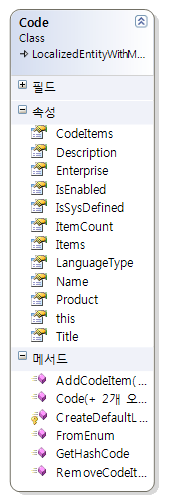 Code
Class
LocalizedEntityWithM...
필드
속성
CodeItems
Description
Enterprise
IsEnabled
IsSysDefined
ItemCount
Items
LanguageType
Name
Product
this
Title
메서드
AddCodeItem(...
Code(+ 2개 오...
CreateDefaultL...
FromEnum
GetHashCode
RemoveCodeIt...